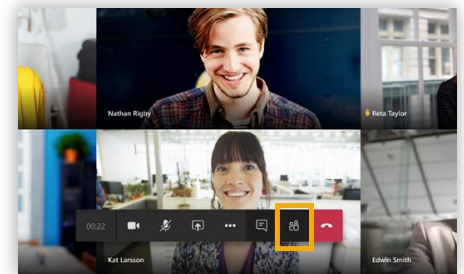 Nathan Rigby
Reta Taylor
00:22
Kat Larsson
Edwin Smith